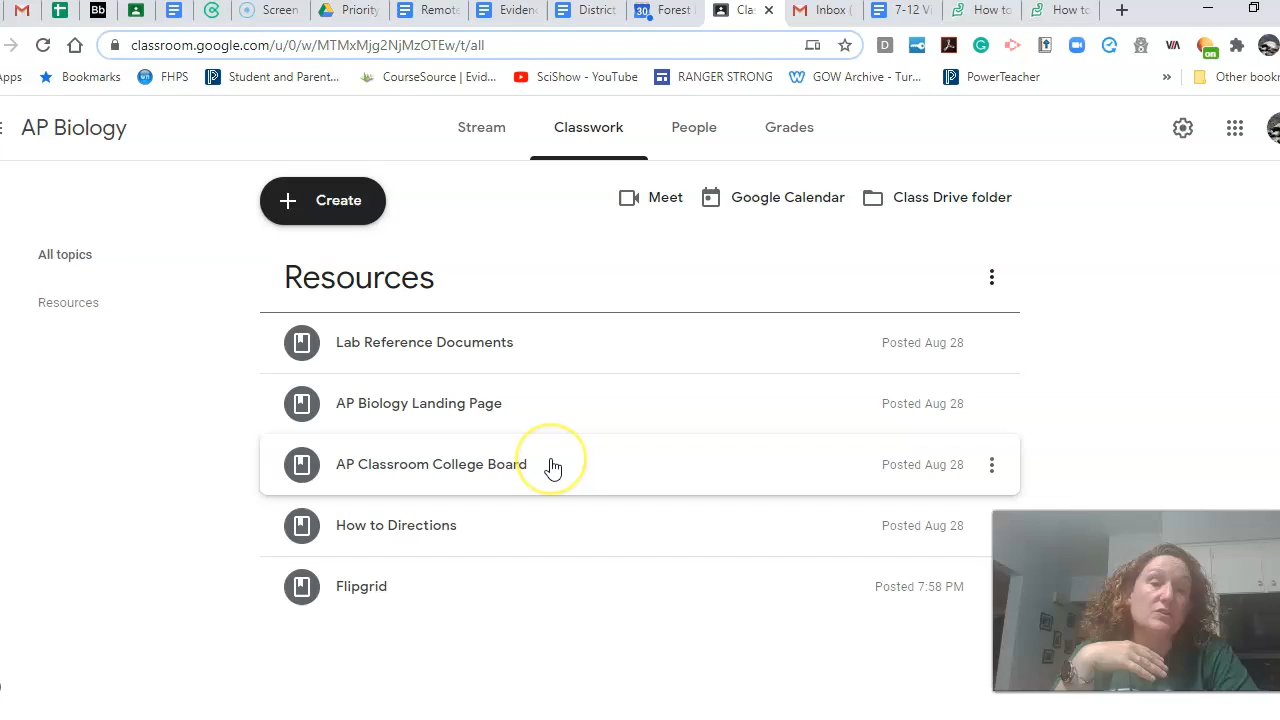 Screen
Priority
Remote
Eviden
District
30
Forest
Clas
Inbox (
7-12 Vi
How to
How to
classroom.google.com/u/0/w/MTMxMjg2NjMzOTEw/t/all
on
Apps
Bookmarks
FHPS
Student and Parent...
CourseSource | Evid...
SciShow - YouTube
RANGER STRONG
GOW Archive - Tur...
PowerTeacher
»
Other bookm
AP Biology
Stream
Classwork
People
Grades
+ Create
Meet
Google Calendar
Class Drive folder
All topics
Resources
Resources
Lab Reference Documents
Posted Aug 28
AP Biology Landing Page
Posted Aug 28
AP Classroom College Board
Posted Aug 28
How to Directions
Posted Aug 28
Flipgrid
Posted 7:58 PM